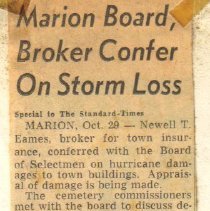 Marion Board,
Broker Confer
On Storm Loss
Special to The Standard-Times
MARION, Oct. 29 — Newell T.
Eames, broker for town insur-
ance, conferred with the Board
of Selectmen on hurricane dam-
ages to town buildings. Apprais-
al of damage is being made.
The cemetery commissioners
met with the board to discuss de-